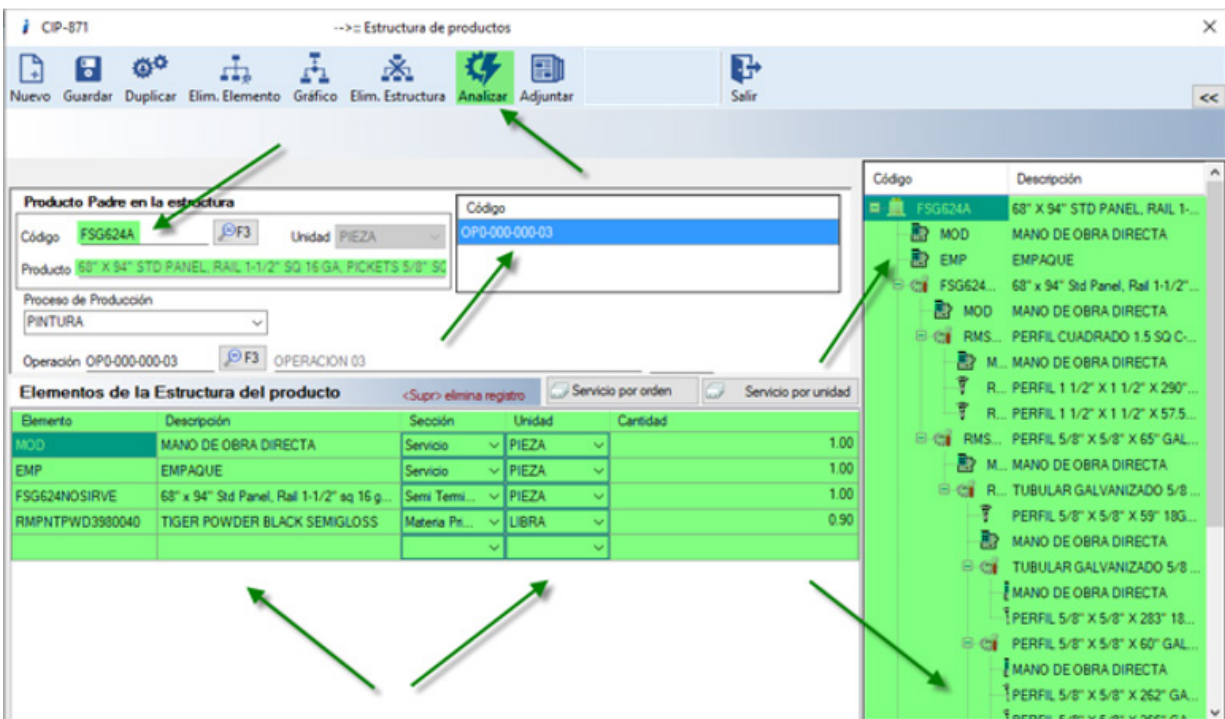 CIP-871 -->:: Estructura de productos
Nuevo Guardar Duplicar Elim. Elemento Gráfico Elim. Estructura Analizar Adjuntar Salir <<
Producto Padre en la estructura
Código FSG624A F3 Unidad PIEZA
Producto 68" X 94" STD PANEL, RAIL 1-1/2" SQ 16 GA, PICKETS 5/8" SQ
Código
OP0-000-000-03
Proceso de Producción
PINTURA
Operación OP0-000-000-03 F3 OPERACION 03
Elementos de la Estructura del producto <Supr> elimina registro Servicio por orden Servicio por unidad
Elemento Descripción Sección Unidad Cantidad
MOD MANO DE OBRA DIRECTA Servicio PIEZA 1.00
EMP EMPAQUE Servicio PIEZA 1.00
FSG624NOSIRVE 68" x 94" Std Panel, Rail 1-1/2" sq 16 g... Semi Termi... PIEZA 1.00
RMPNTPWD3980040 TIGER POWDER BLACK SEMIGLOSS Materia Pri... LIBRA 0.90
Código Descripción
FSG624A 68" X 94" STD PANEL, RAIL 1-...
MOD MANO DE OBRA DIRECTA
EMP EMPAQUE
FSG624... 68" x 94" Std Panel, Rail 1-1/2"...
MOD MANO DE OBRA DIRECTA
RMS... PERFIL CUADRADO 1.5 SQ C-...
M... MANO DE OBRA DIRECTA
R... PERFIL 1 1/2" X 1 1/2" X 290"...
R... PERFIL 1 1/2" X 1 1/2" X 57.5...
RMS... PERFIL 5/8" X 5/8" X 65" GAL...
M... MANO DE OBRA DIRECTA
R... TUBULAR GALVANIZADO 5/8 ...
PERFIL 5/8" X 5/8" X 59" 18G...
MANO DE OBRA DIRECTA
TUBULAR GALVANIZADO 5/8 ...
MANO DE OBRA DIRECTA
PERFIL 5/8" X 5/8" X 283" 18...
PERFIL 5/8" X 5/8" X 60" GAL...
MANO DE OBRA DIRECTA
PERFIL 5/8" X 5/8" X 262" GA...